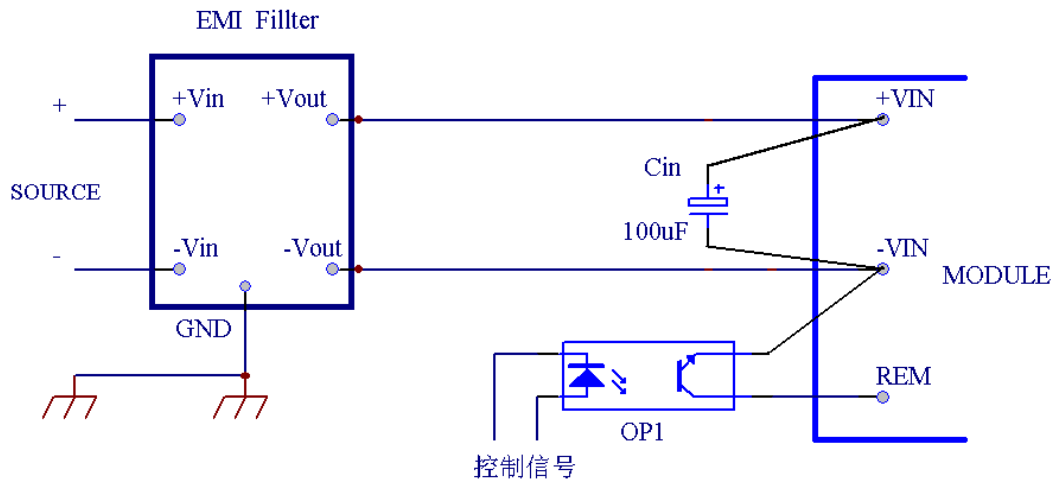 EMI Fillter
+Vin
+Vout
+VIN
+
SOURCE
-
Cin
+
100uF
-Vin
-Vout
-VIN
MODULE
GND
REM
OP1
控制信号